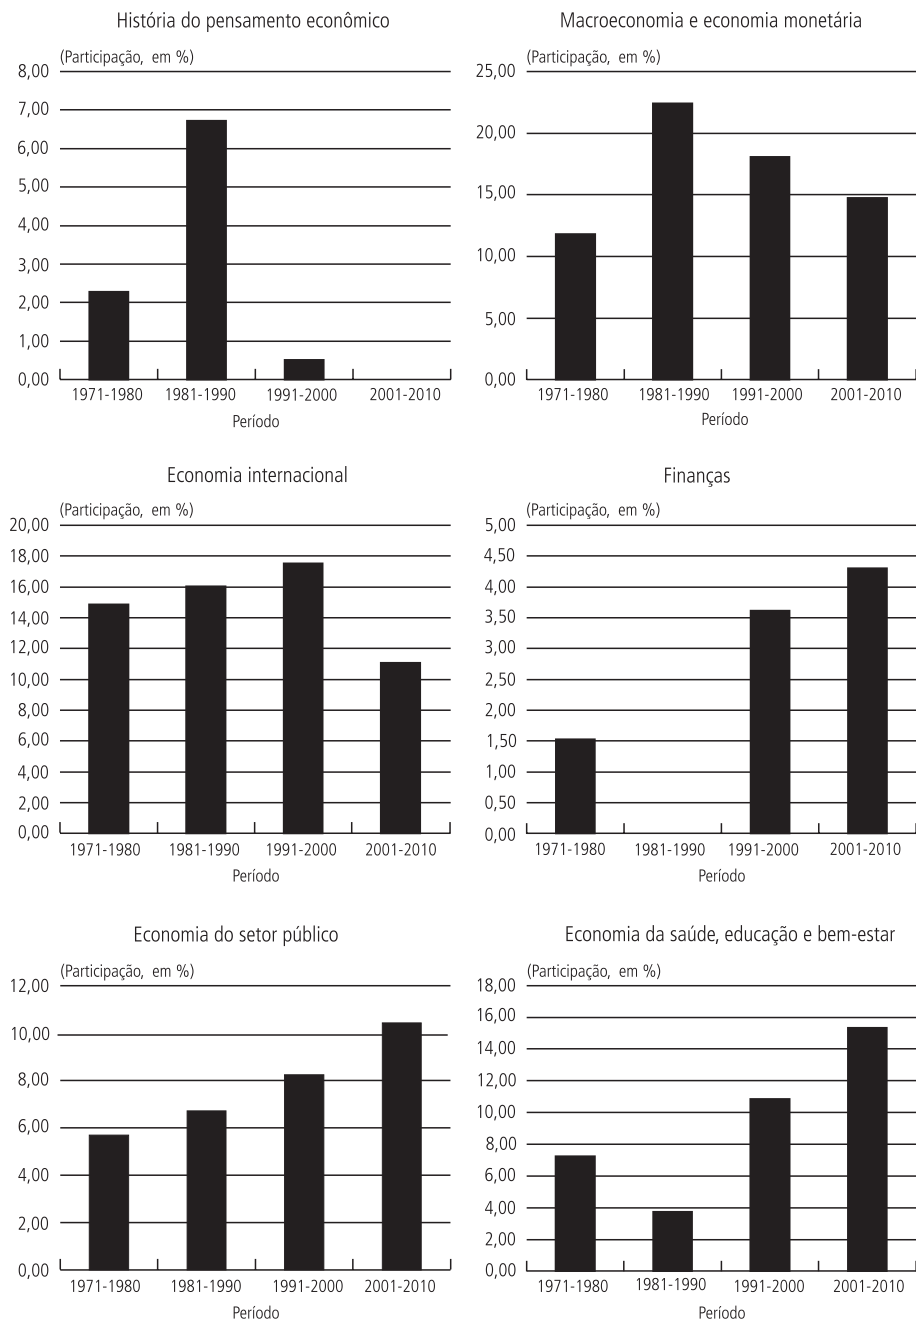 História do pensamento econômico
(Participação, em %)
8,00
7,00
6,00
5,00
4,00
3,00
2,00
1,00
0,00
1971-1980 1981-1990 1991-2000 2001-2010
Período
Macroeconomia e economia monetária
(Participação, em %)
25,00
20,00
15,00
10,00
5,00
0,00
1971-1980 1981-1990 1991-2000 2001-2010
Período
Economia internacional
(Participação, em %)
20,00
18,00
16,00
14,00
12,00
10,00
8,00
6,00
4,00
2,00
0,00
1971-1980 1981-1990 1991-2000 2001-2010
Período
Finanças
(Participação, em %)
5,00
4,50
4,00
3,50
3,00
2,50
2,00
1,50
1,00
0,50
0,00
1971-1980 1981-1990 1991-2000 2001-2010
Período
Economia do setor público
(Participação, em %)
12,00
10,00
8,00
6,00
4,00
2,00
0,00
1971-1980 1981-1990 1991-2000 2001-2010
Período
Economia da saúde, educação e bem-estar
(Participação, em %)
18,00
16,00
14,00
12,00
10,00
8,00
6,00
4,00
2,00
0,00
1971-1980 1981-1990 1991-2000 2001-2010
Período